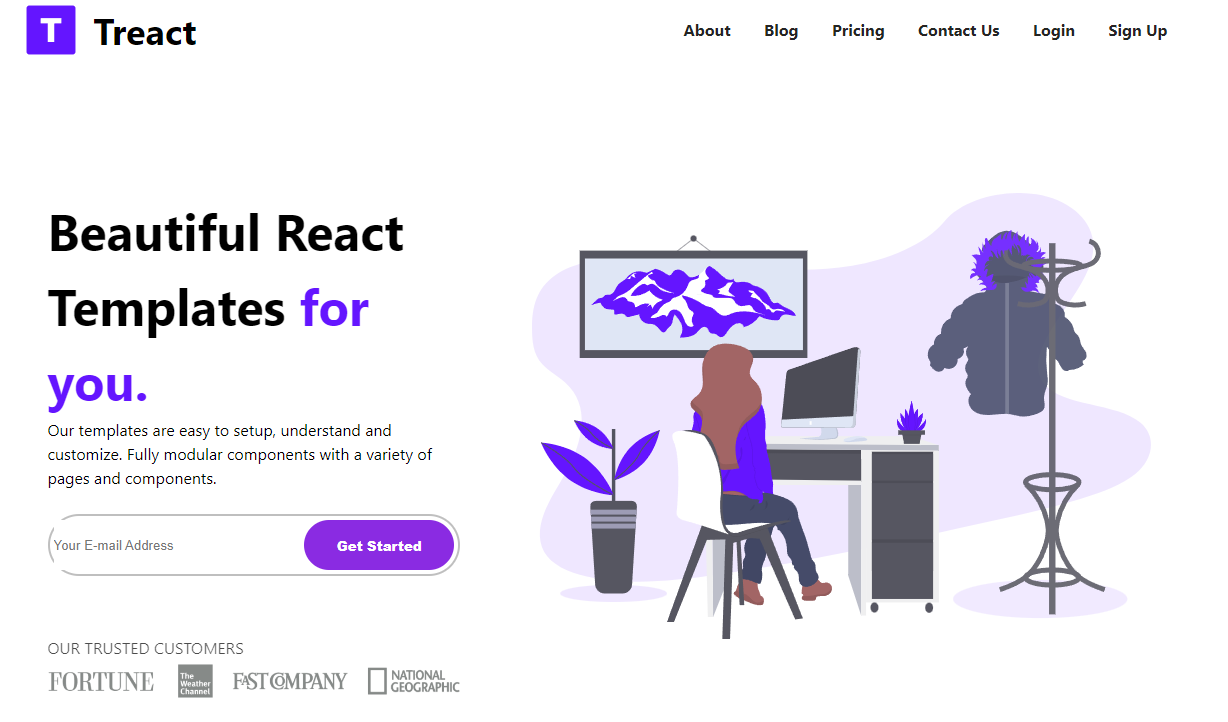 T Treact
About Blog Pricing Contact Us Login Sign Up
Beautiful React
Templates for
you.
Our templates are easy to setup, understand and
customize. Fully modular components with a variety of
pages and components.
Your E-mail Address Get Started
OUR TRUSTED CUSTOMERS
FORTUNE
The
Weather
Channel
FAST COMPANY
NATIONAL
GEOGRAPHIC